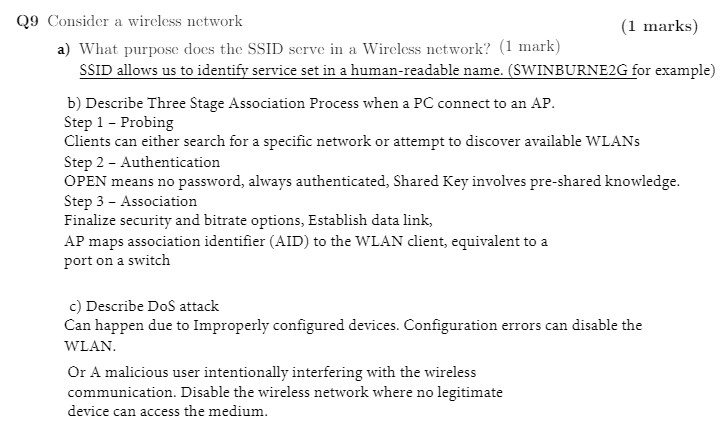 Q9 Consider a wireless network (1 marks)
a) What purpose does the SSID serve in a Wireless network? (1 mark)
SSID allows us to identify service set in a human-readable name. (SWINBURNE2G for example)
b) Describe Three Stage Association Process when a PC connect to an AP.
Step 1 – Probing
Clients can either search for a specific network or attempt to discover available WLANs
Step 2 – Authentication
OPEN means no password, always authenticated, Shared Key involves pre-shared knowledge.
Step 3 – Association
Finalize security and bitrate options, Establish data link,
AP maps association identifier (AID) to the WLAN client, equivalent to a
port on a switch
c) Describe DoS attack
Can happen due to Improperly configured devices. Configuration errors can disable the
WLAN.
Or A malicious user intentionally interfering with the wireless
communication. Disable the wireless network where no legitimate
device can access the medium.